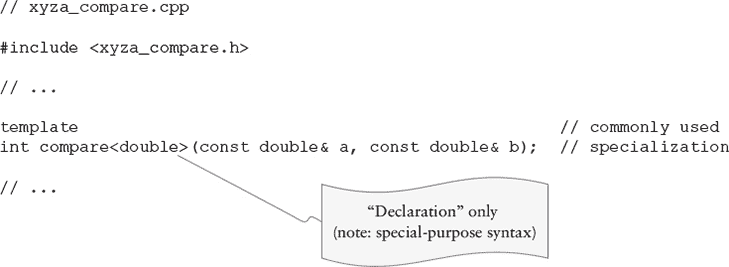 // xyza_compare.cpp
#include <xyza_compare.h>
// ...
template // commonly used
int compare<double>(const double& a, const double& b); // specialization
// ...
“Declaration” only
(note: special-purpose syntax)